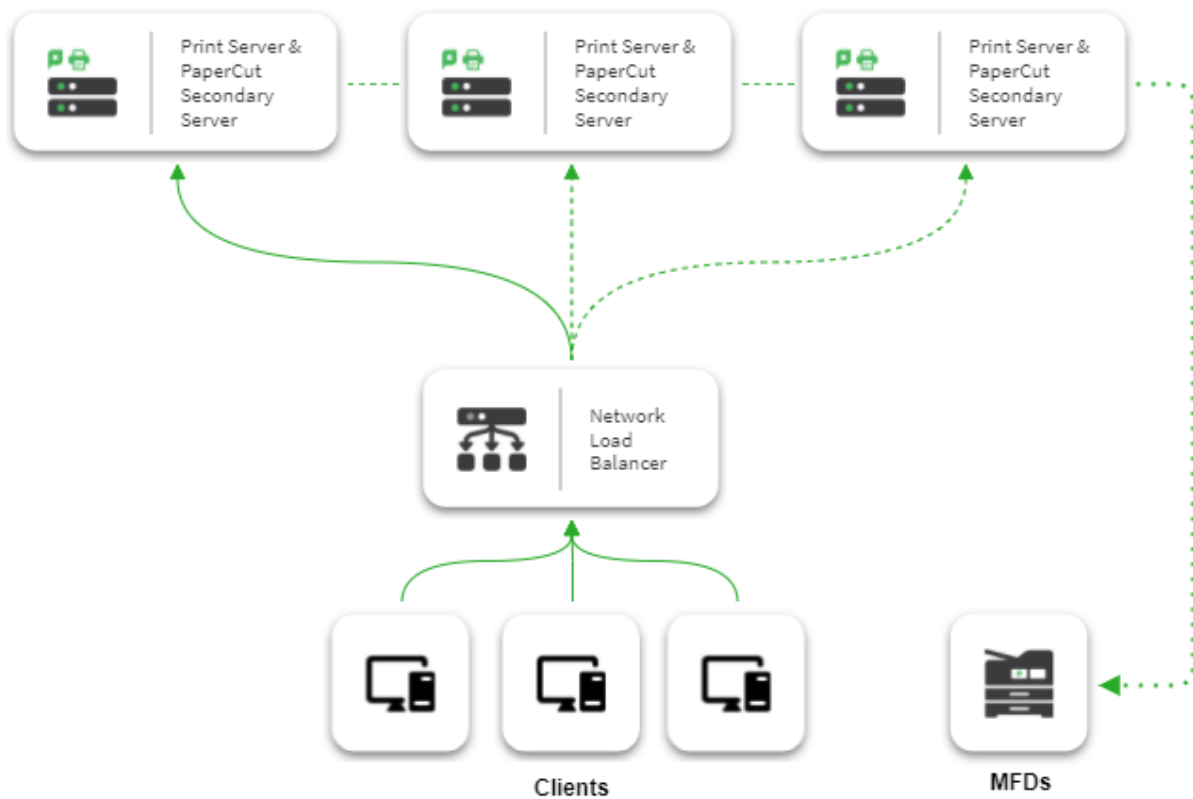 Print Server &
PaperCut
Secondary
Server
Print Server &
PaperCut
Secondary
Server
Print Server &
PaperCut
Secondary
Server
Network
Load
Balancer
Clients
MFDs